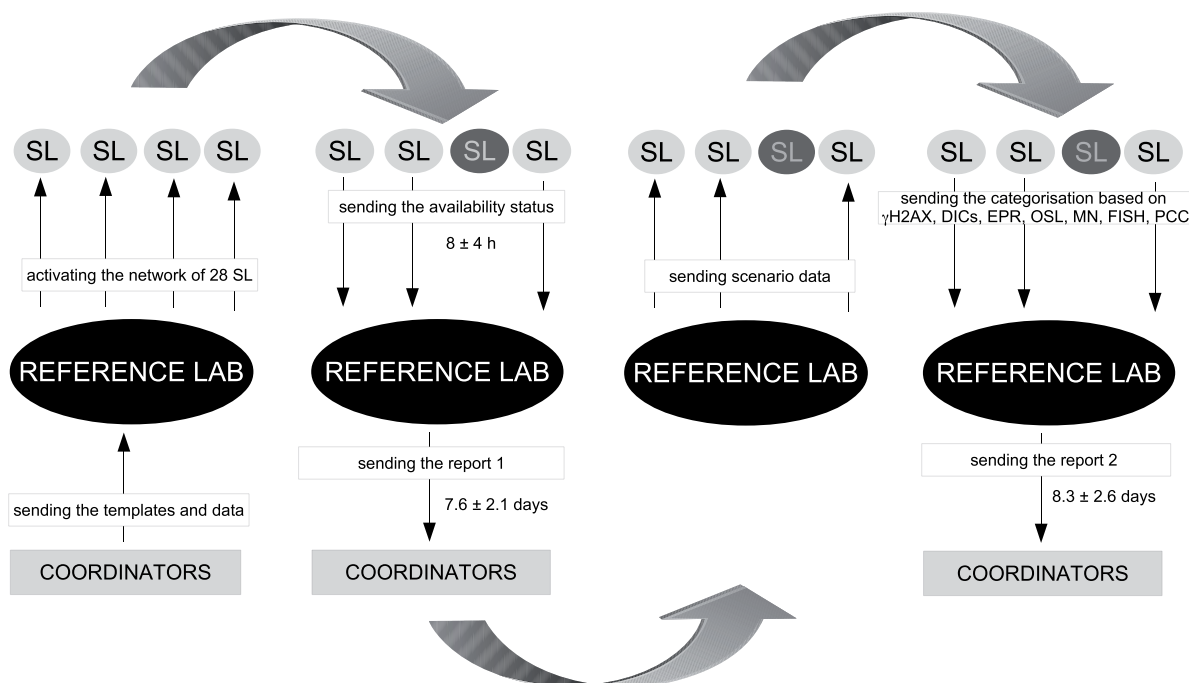 SL SL SL SL
activating the network of 28 SL
REFERENCE LAB
sending the templates and data
COORDINATORS
SL SL SL SL
sending the availability status
8 ± 4 h
REFERENCE LAB
sending the report 1
7.6 ± 2.1 days
COORDINATORS
SL SL SL SL
sending scenario data
REFERENCE LAB
SL SL SL SL
sending the categorisation based on
γH2AX, DICs, EPR, OSL, MN, FISH, PCC
REFERENCE LAB
sending the report 2
8.3 ± 2.6 days
COORDINATORS